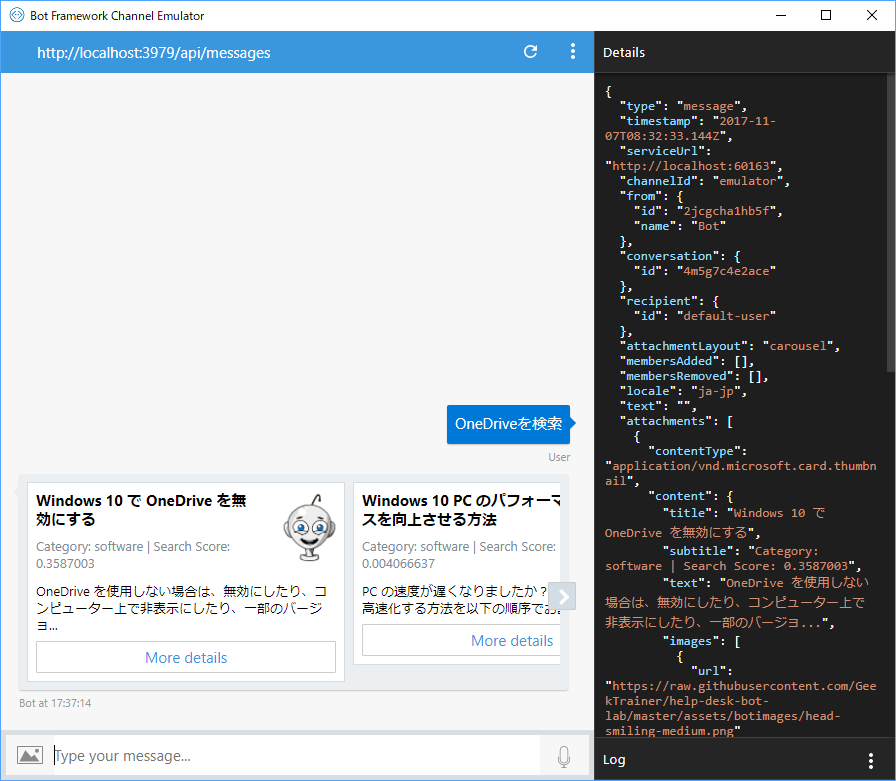 Bot Framework Channel Emulator
http://localhost:3979/api/messages
OneDriveを検索
User
Windows 10 で OneDrive を無
効にする
Category: software | Search Score:
0.3587003
OneDrive を使用しない場合は、無効にしたり、コ
ンピューター上で非表示にしたり、一部のバージ
ョ...
More details
Windows 10 PC のパフォーマ
スを向上させる方法
Category: software | Search Score:
0.004066637
PC の速度が遅くなりましたか？
高速化する方法を以下の順序でお
More details
Bot at 17:37:14
Type your message...
Details
{
"type": "message",
"timestamp": "2017-11-
07T08:32:33.144Z",
"serviceUrl":
"http://localhost:60163",
"channelId": "emulator",
"from": {
"id": "2jcgcha1hb5f",
"name": "Bot"
},
"conversation": {
"id": "4m5g7c4e2ace"
},
"recipient": {
"id": "default-user"
},
"attachmentLayout": "carousel",
"membersAdded": [],
"membersRemoved": [],
"locale": "ja-jp",
"text": "",
"attachments": [
{
"contentType":
"application/vnd.microsoft.card.thumbn
ail",
"content": {
"title": "Windows 10 で
OneDrive を無効にする",
"subtitle": "Category:
software | Search Score: 0.3587003",
"text": "OneDrive を使用しない
場合は、無効にしたり、コンピューター上で
非表示にしたり、一部のバージョ...",
"images": [
{
"url":
"https://raw.githubusercontent.com/Gee
kTrainer/help-desk-bot-
lab/master/assets/botimages/head-
smiling-medium.png"
Log